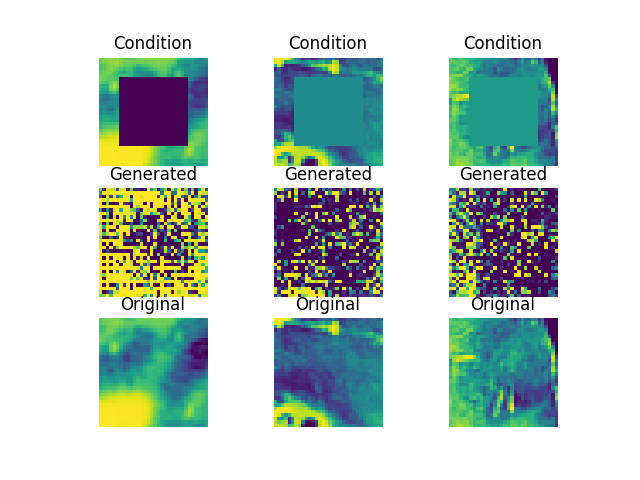 Condition Condition Condition
Generated Generated Generated
Original Original Original